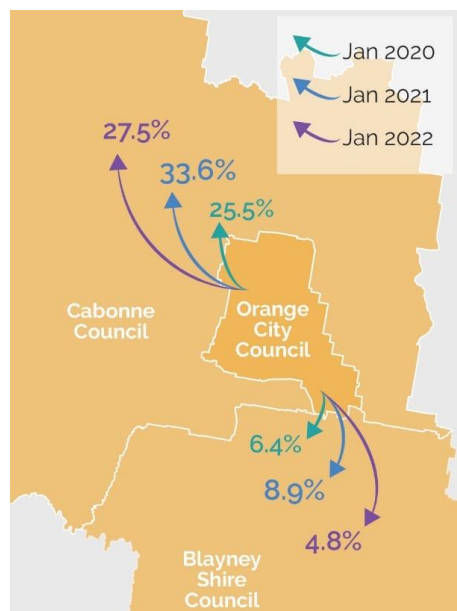 Jan 2020
Jan 2021
Jan 2022
27.5%
33.6%
25.5%
Cabonne
Council
Orange
City
Council
6.4%
8.9%
4.8%
Blayney
Shire
Council